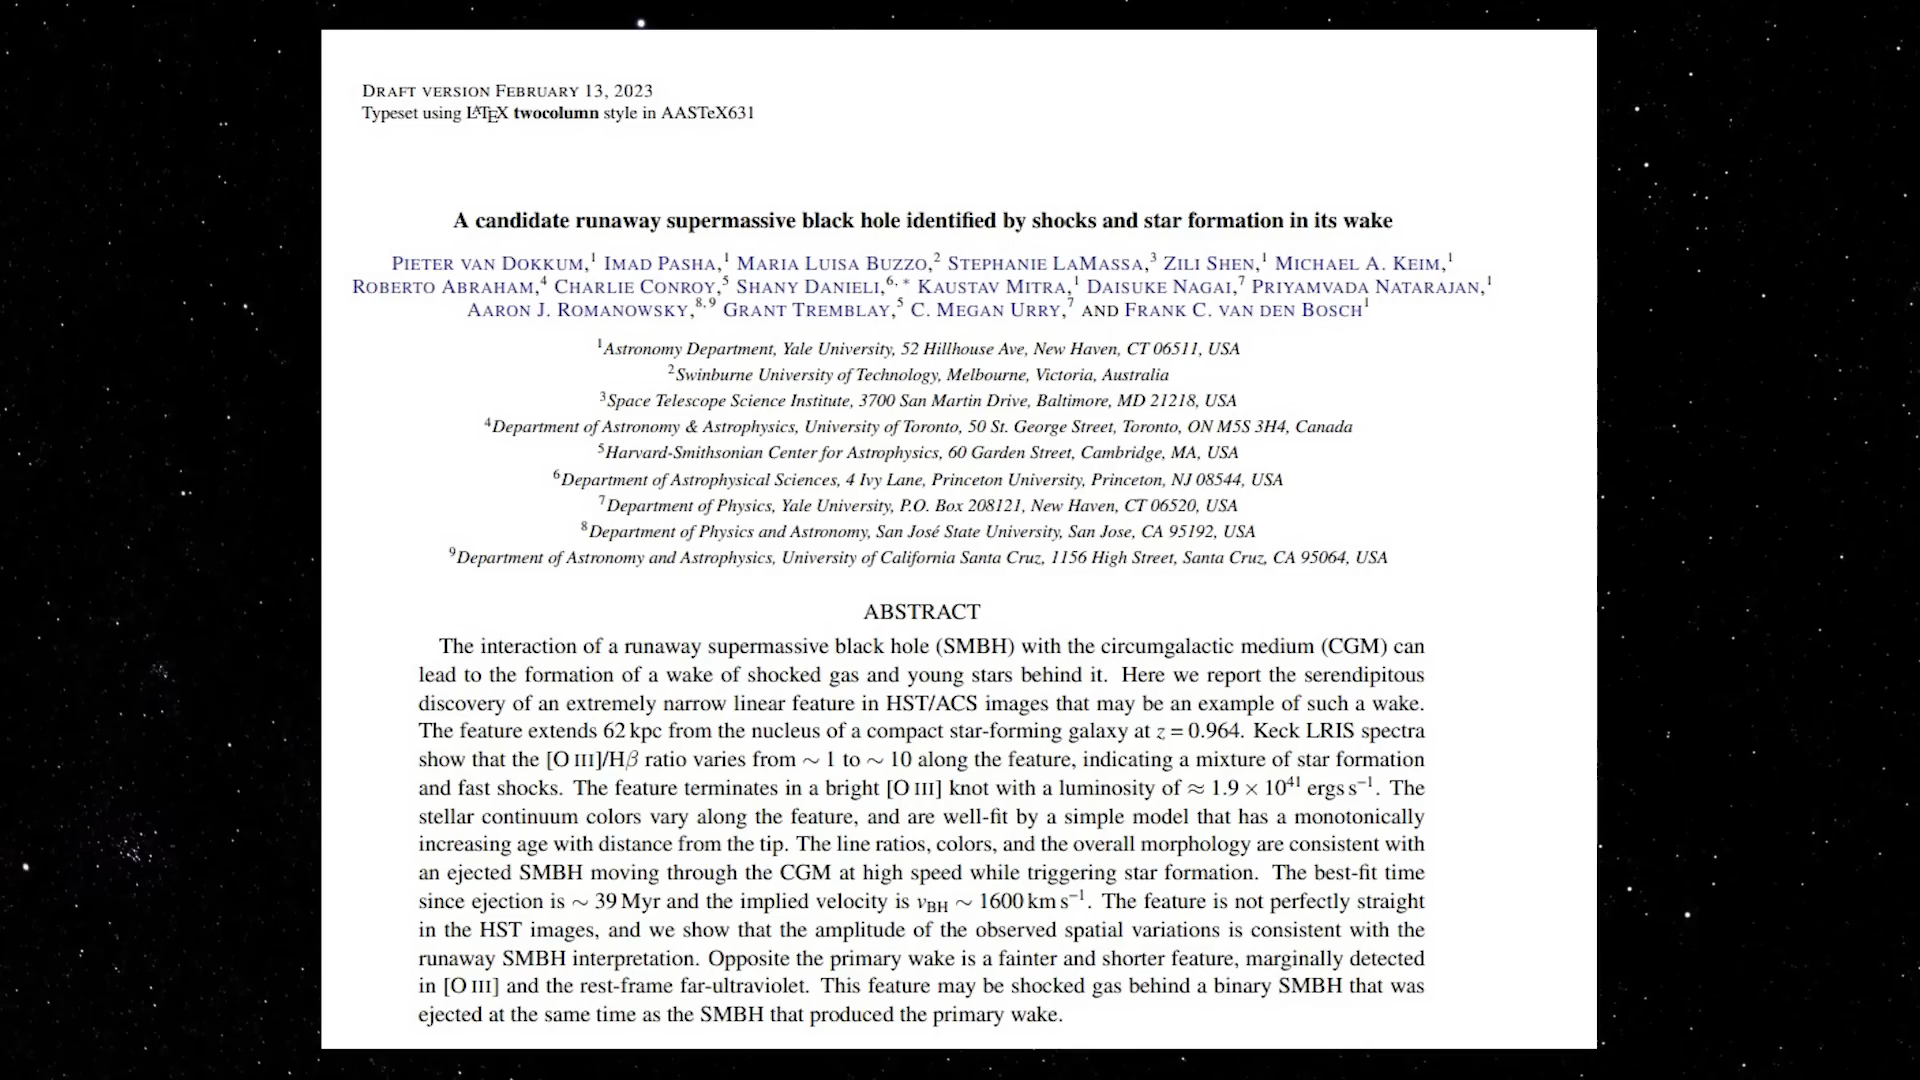 DRAFT VERSION FEBRUARY 13, 2023
Typeset using LATEX twocolumn style in AASTeX631
A candidate runaway supermassive black hole identified by shocks and star formation in its wake
PIETER VAN DOKKUM,1 IMAD PASHA,1 MARIA LUISA BUZZO,2 STEPHANIE LAMASSA,3 ZILI SHEN,1 MICHAEL A. KEIM,1
ROBERTO ABRAHAM,4 CHARLIE CONROY,5 SHANY DANIELI,6, * KAUSTAV MITRA,1 DAISUKE NAGAI,7 PRIYAMVADA NATARAJAN,1
AARON J. ROMANOWSKY,8, 9 GRANT TREMBLAY,5 C. MEGAN URRY,7 AND FRANK C. VAN DEN BOSCH1
1Astronomy Department, Yale University, 52 Hillhouse Ave, New Haven, CT 06511, USA
2Swinburne University of Technology, Melbourne, Victoria, Australia
3Space Telescope Science Institute, 3700 San Martin Drive, Baltimore, MD 21218, USA
4Department of Astronomy & Astrophysics, University of Toronto, 50 St. George Street, Toronto, ON M5S 3H4, Canada
5Harvard-Smithsonian Center for Astrophysics, 60 Garden Street, Cambridge, MA, USA
6Department of Astrophysical Sciences, 4 Ivy Lane, Princeton University, Princeton, NJ 08544, USA
7Department of Physics, Yale University, P.O. Box 208121, New Haven, CT 06520, USA
8Department of Physics and Astronomy, San José State University, San Jose, CA 95192, USA
9Department of Astronomy and Astrophysics, University of California Santa Cruz, 1156 High Street, Santa Cruz, CA 95064, USA
ABSTRACT
The interaction of a runaway supermassive black hole (SMBH) with the circumgalactic medium (CGM) can
lead to the formation of a wake of shocked gas and young stars behind it. Here we report the serendipitous
discovery of an extremely narrow linear feature in HST/ACS images that may be an example of such a wake.
The feature extends 62 kpc from the nucleus of a compact star-forming galaxy at z = 0.964. Keck LRIS spectra
show that the [O III]/Hβ ratio varies from ∼ 1 to ∼ 10 along the feature, indicating a mixture of star formation
and fast shocks. The feature terminates in a bright [O III] knot with a luminosity of ≈ 1.9 × 10⁴¹ ergs s⁻¹. The
stellar continuum colors vary along the feature, and are well-fit by a simple model that has a monotonically
increasing age with distance from the tip. The line ratios, colors, and the overall morphology are consistent with
an ejected SMBH moving through the CGM at high speed while triggering star formation. The best-fit time
since ejection is ∼ 39 Myr and the implied velocity is vBH ∼ 1600 km s⁻¹. The feature is not perfectly straight
in the HST images, and we show that the amplitude of the observed spatial variations is consistent with the
runaway SMBH interpretation. Opposite the primary wake is a fainter and shorter feature, marginally detected
in [O III] and the rest-frame far-ultraviolet. This feature may be shocked gas behind a binary SMBH that was
ejected at the same time as the SMBH that produced the primary wake.